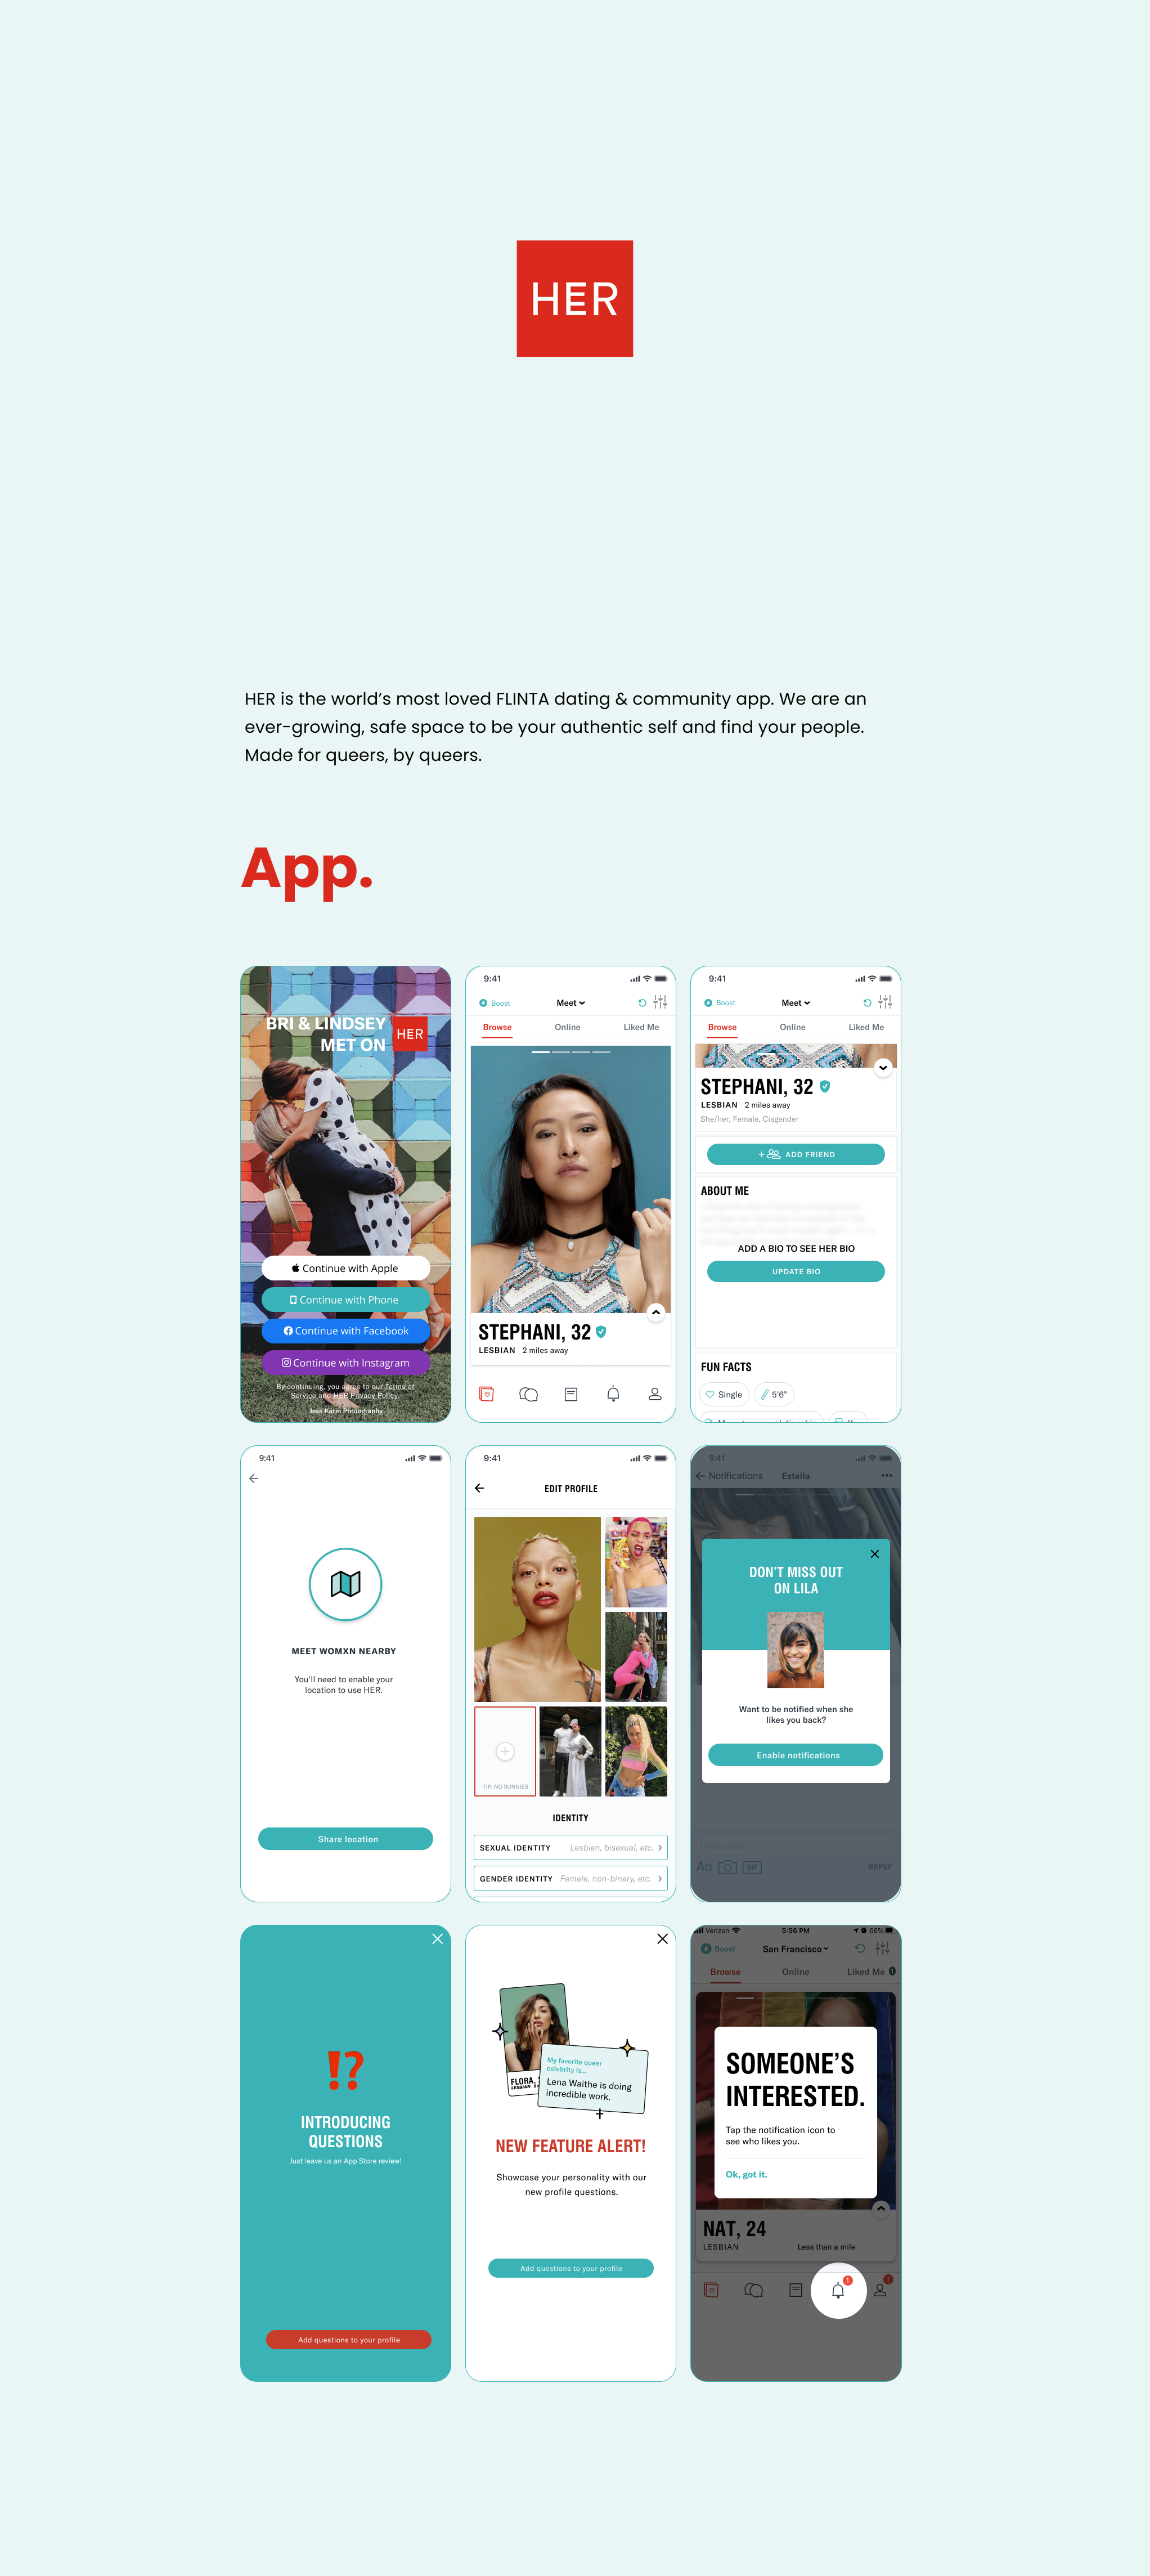 HER
HER is the world’s most loved FLINTA dating & community app. We are an
ever-growing, safe space to be your authentic self and find your people.
Made for queers, by queers.
App.
BRI & LINDSEY
MET ON
HER
Continue with Apple
Continue with Phone
Continue with Facebook
Continue with Instagram
By continuing, you agree to our Terms of
Service and HER Privacy Policy.
Jess Karin Photography
9:41
Boost
Meet
Browse
Online
Liked Me
STEPHANI, 32
LESBIAN 2 miles away
9:41
Boost
Meet
Browse
Online
Liked Me
STEPHANI, 32
LESBIAN 2 miles away
She/her, Female, Cisgender
+ ADD FRIEND
ABOUT ME
ADD A BIO TO SEE HER BIO
UPDATE BIO
FUN FACTS
Single
5'6"
9:41
MEET WOMXN NEARBY
You’ll need to enable your
location to use HER.
Share location
9:41
EDIT PROFILE
TIP: NO SUNNIES
IDENTITY
SEXUAL IDENTITY Lesbian, bisexual, etc.
GENDER IDENTITY Female, non-binary, etc.
9:41
Notifications
Estella
DON’T MISS OUT
ON LILA
Want to be notified when she
likes you back?
Enable notifications
Aa
GIF
REPLY
!?
INTRODUCING
QUESTIONS
Just leave us an App Store review!
Add questions to your profile
FLORA,
LESBIAN
My favorite queer
celebrity is...
Lena Waithe is doing
incredible work.
NEW FEATURE ALERT!
Showcase your personality with our
new profile questions.
Add questions to your profile
Verizon
5:56 PM
66%
Boost
San Francisco
Browse
Online
Liked Me 1
SOMEONE’S
INTERESTED.
Tap the notification icon to
see who likes you.
Ok, got it.
NAT, 24
LESBIAN
Less than a mile
1
1